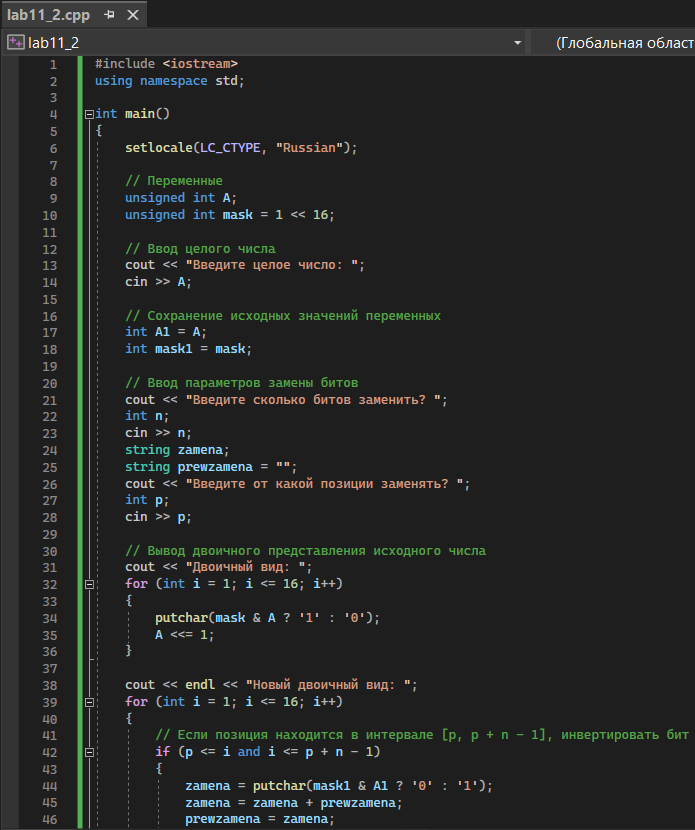 lab11_2.cpp
lab11_2 (Глобальная област
1 #include <iostream>
2 using namespace std;
3
4 int main()
5 {
6 setlocale(LC_CTYPE, "Russian");
7
8 // Переменные
9 unsigned int A;
10 unsigned int mask = 1 << 16;
11
12 // Ввод целого числа
13 cout << "Введите целое число: ";
14 cin >> A;
15
16 // Сохранение исходных значений переменных
17 int A1 = A;
18 int mask1 = mask;
19
20 // Ввод параметров замены битов
21 cout << "Введите сколько битов заменить? ";
22 int n;
23 cin >> n;
24 string zamena;
25 string prewzamena = "";
26 cout << "Введите от какой позиции заменять? ";
27 int p;
28 cin >> p;
29
30 // Вывод двоичного представления исходного числа
31 cout << "Двоичный вид: ";
32 for (int i = 1; i <= 16; i++)
33 {
34 putchar(mask & A ? '1' : '0');
35 A <<= 1;
36 }
37
38 cout << endl << "Новый двоичный вид: ";
39 for (int i = 1; i <= 16; i++)
40 {
41 // Если позиция находится в интервале [p, p + n - 1], инвертировать бит
42 if (p <= i and i <= p + n - 1)
43 {
44 zamena = putchar(mask1 & A1 ? '0' : '1');
45 zamena = zamena + prewzamena;
46 prewzamena = zamena;